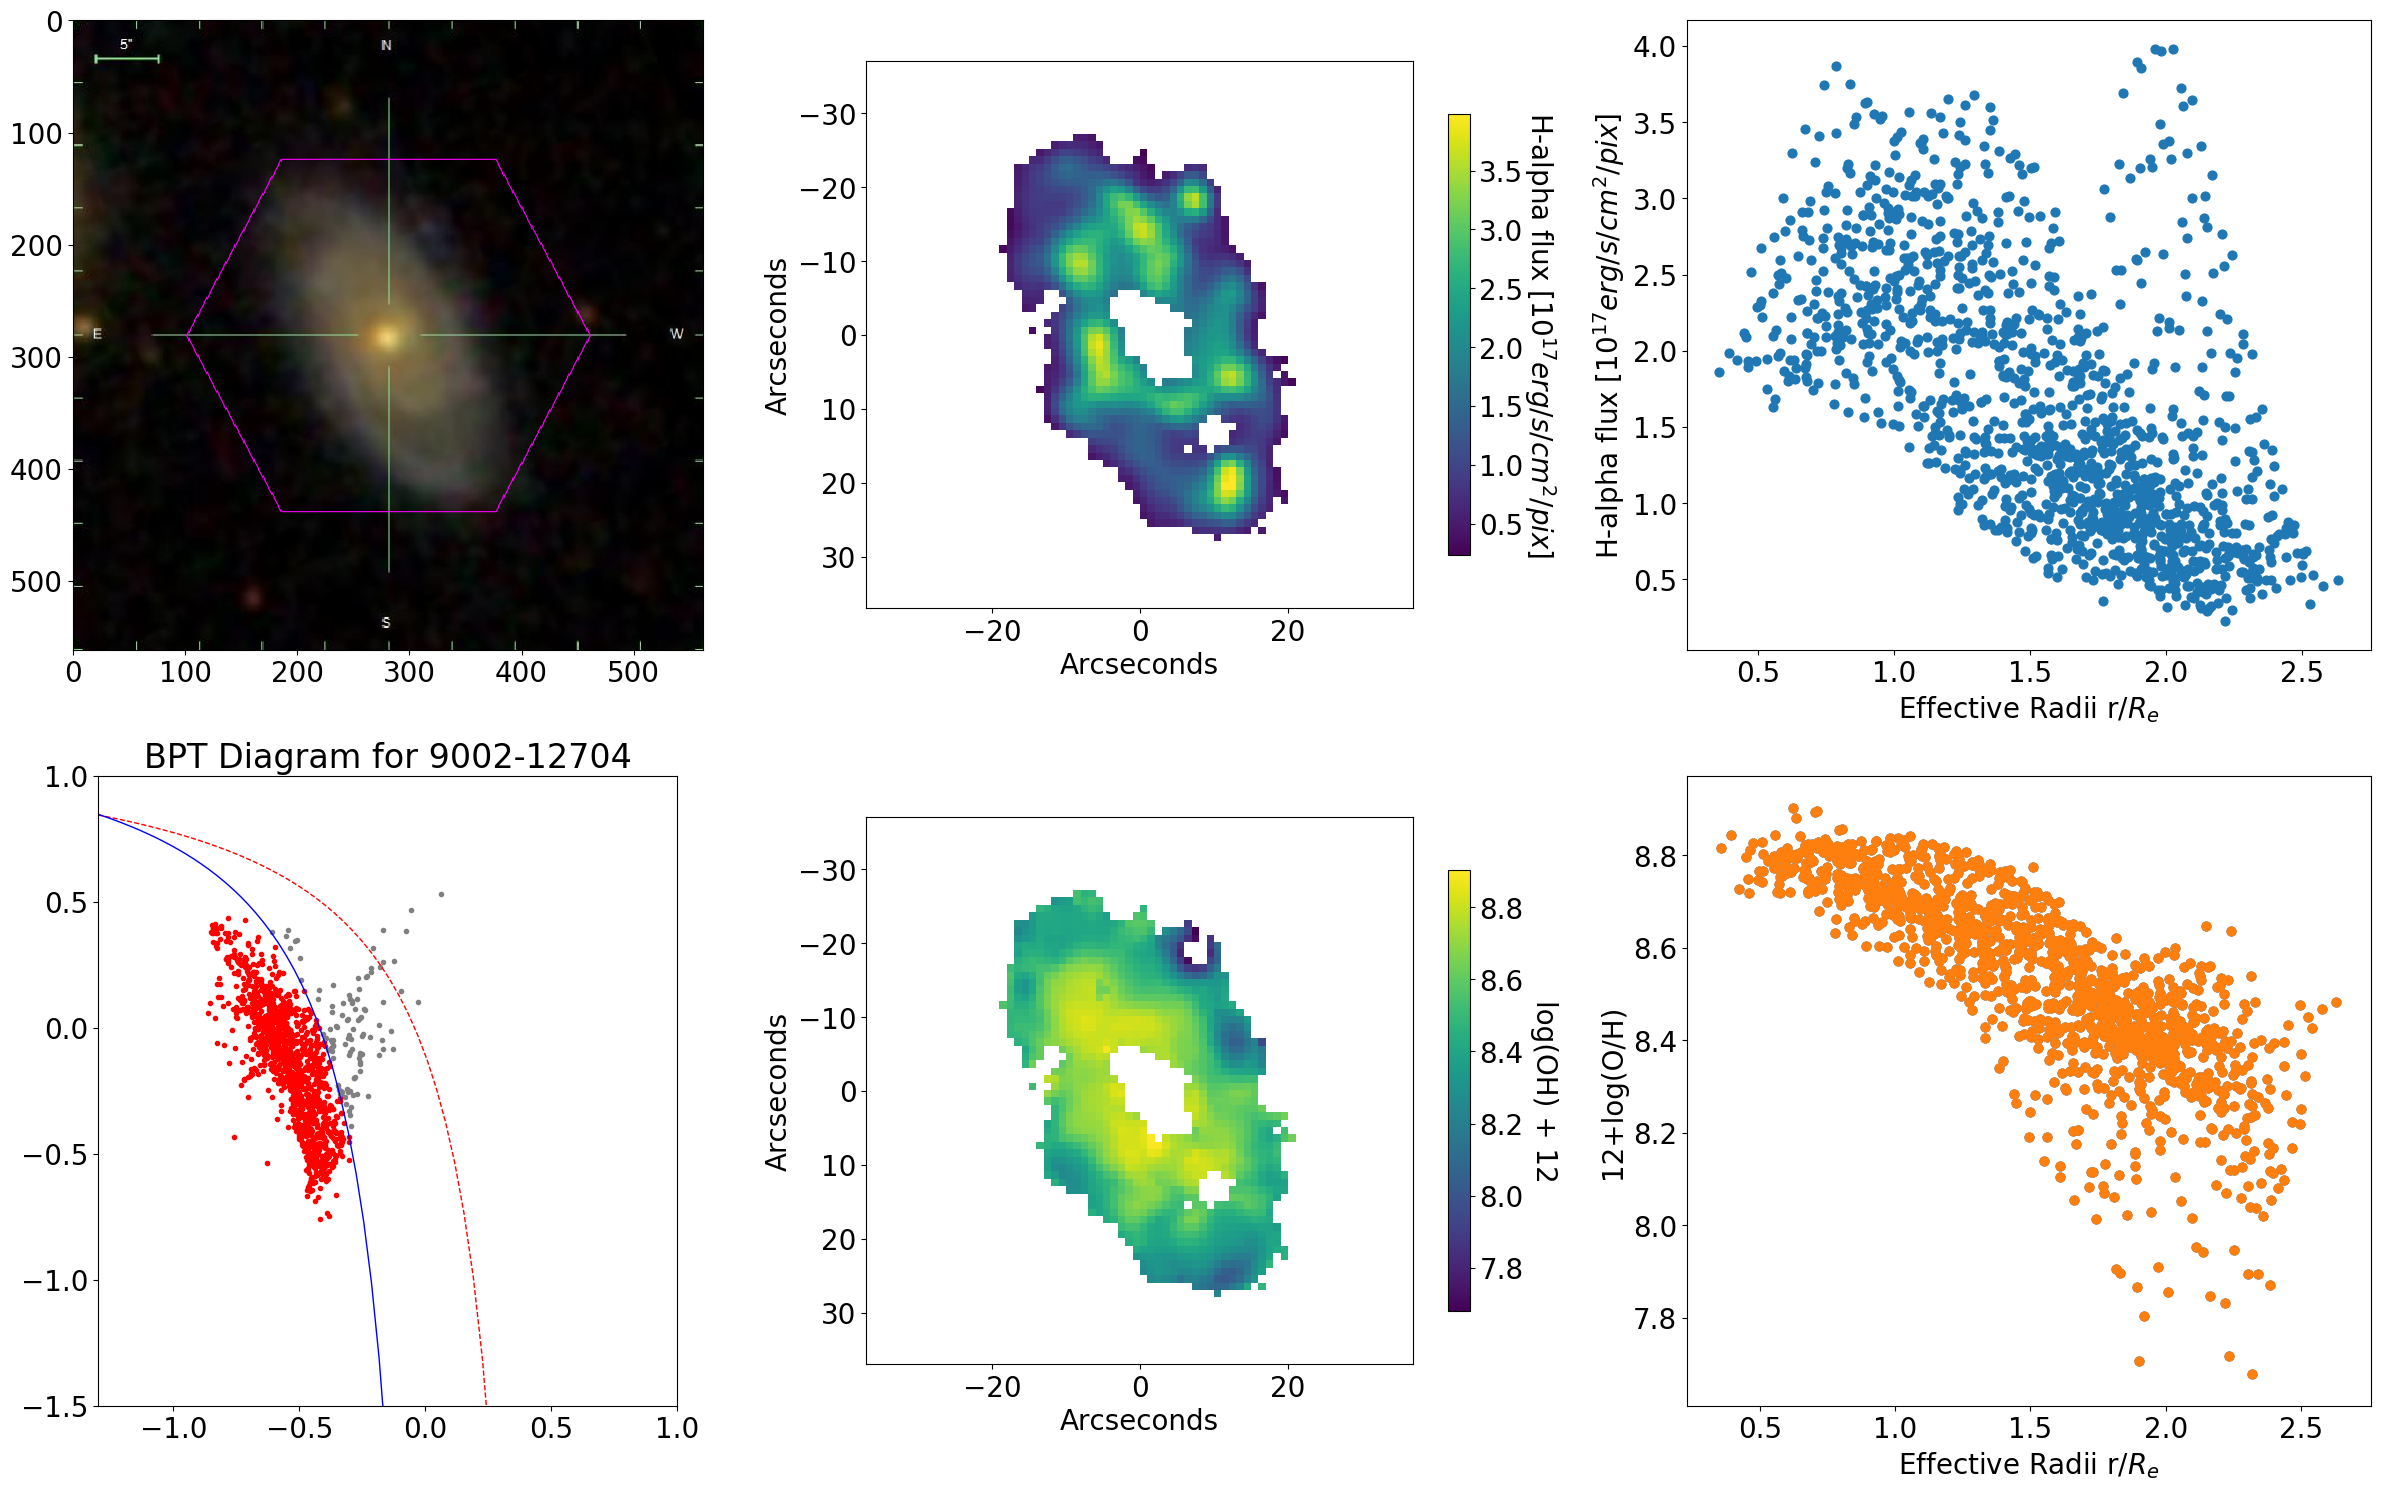 0
100
200
300
400
500
0 100 200 300 400 500
5"
N
E
W
S
−30
−20
−10
0
10
20
30
Arcseconds
−20 0 20
Arcseconds
3.5
3.0
2.5
2.0
1.5
1.0
0.5
H-alpha flux [10^17 erg/s/cm^2/pix]
4.0
3.5
3.0
2.5
2.0
1.5
1.0
0.5
H-alpha flux [10^17 erg/s/cm^2/pix]
0.5 1.0 1.5 2.0 2.5
Effective Radii r/R_e
BPT Diagram for 9002-12704
1.0
0.5
0.0
−0.5
−1.0
−1.5
−1.0 −0.5 0.0 0.5 1.0
−30
−20
−10
0
10
20
30
Arcseconds
−20 0 20
Arcseconds
8.8
8.6
8.4
8.2
8.0
7.8
log(OH) + 12
8.8
8.6
8.4
8.2
8.0
7.8
12+log(O/H)
0.5 1.0 1.5 2.0 2.5
Effective Radii r/R_e